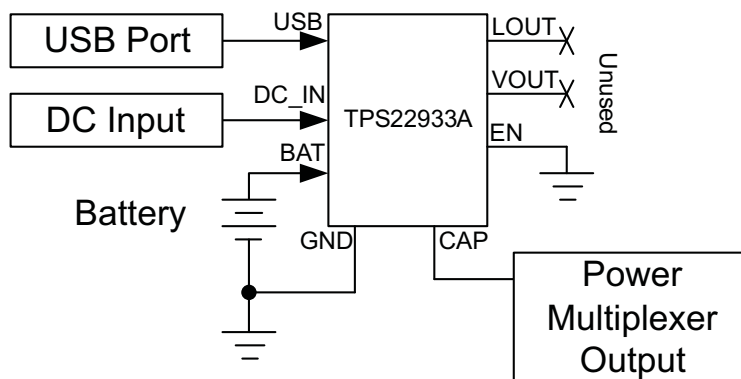 USB Port
USB
LOUT
VOUT
Unused
DC Input
DC_IN
TPS22933A
EN
BAT
Battery
GND
CAP
Power
Multiplexer
Output